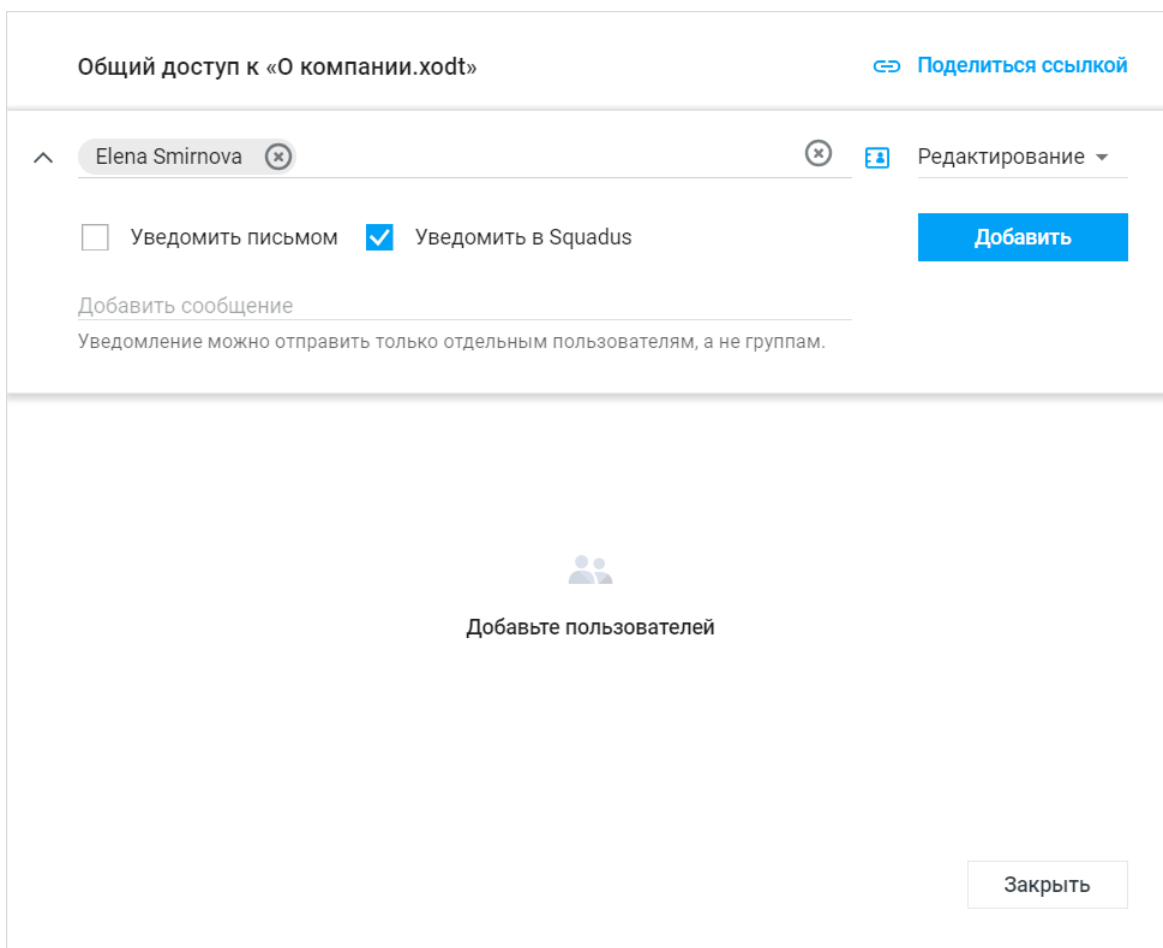 Общий доступ к «О компании.xodt» Поделиться ссылкой
Elena Smirnova Редактирование
Уведомить письмом Уведомить в Squadus Добавить
Добавить сообщение
Уведомление можно отправить только отдельным пользователям, а не группам.
Добавьте пользователей
Закрыть